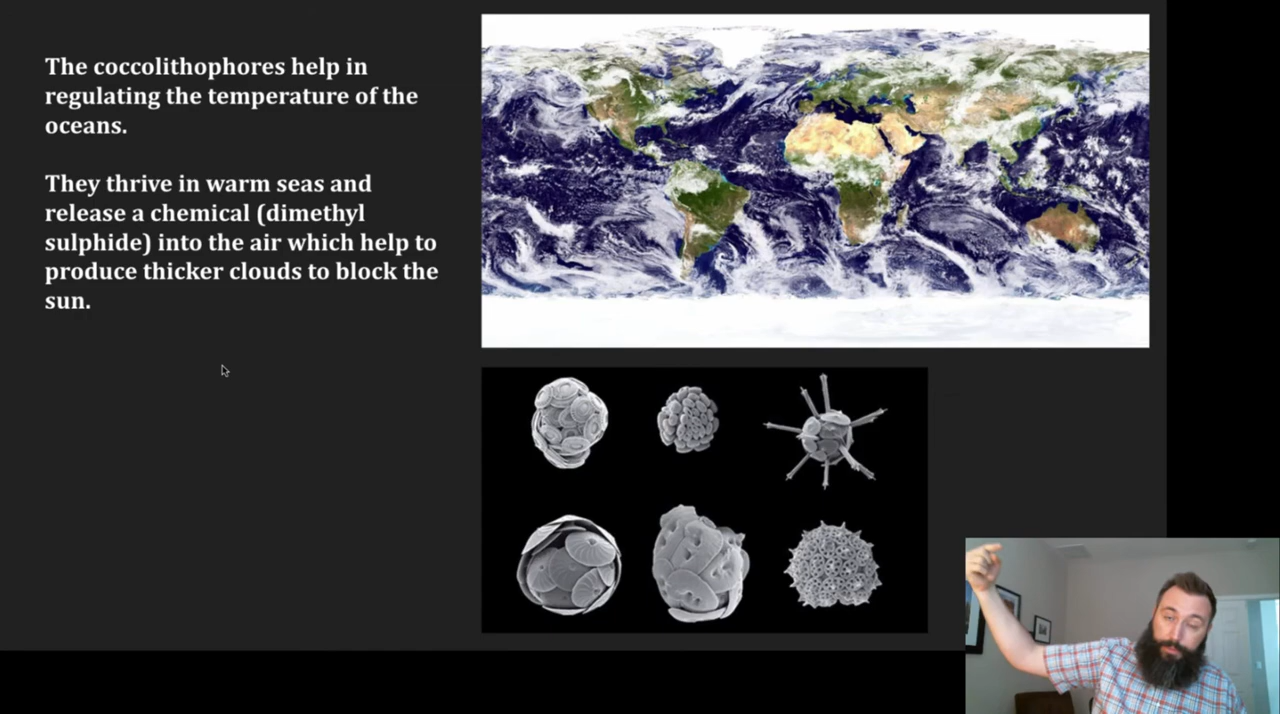 The coccolithophores help in
regulating the temperature of the
oceans.
They thrive in warm seas and
release a chemical (dimethyl
sulphide) into the air which help to
produce thicker clouds to block the
sun.